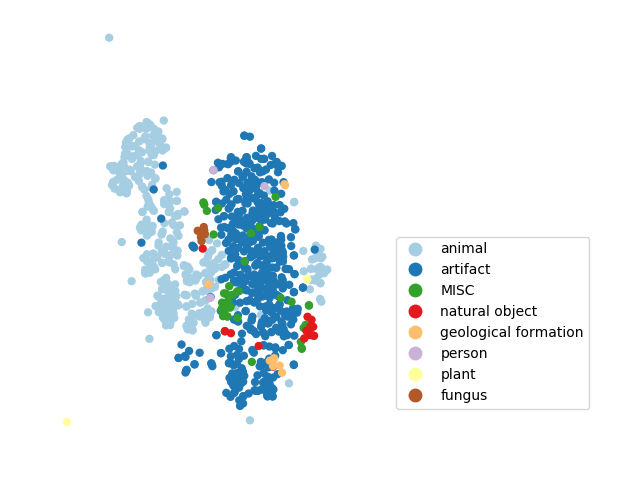 animal
artifact
MISC
natural object
geological formation
person
plant
fungus